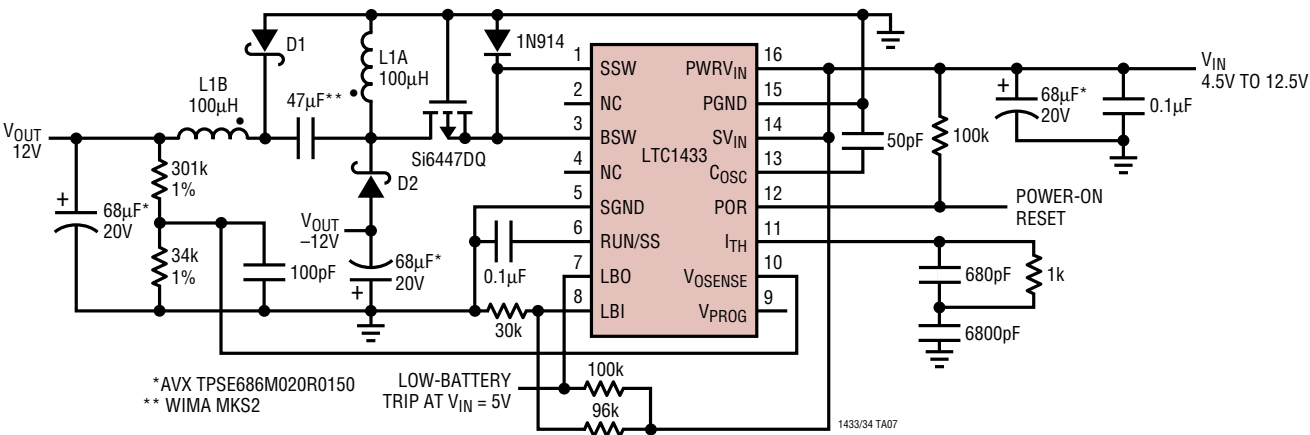 D1
L1A
100µH
1N914
L1B
100µH
47µF**
VOUT
12V
Si6447DQ
301k
1%
D2
68µF*
20V
+
VOUT
–12V
34k
1%
100pF
68µF*
20V
+
0.1µF
30k
1
2
3
4
5
6
7
8
SSW
NC
BSW
NC
SGND
RUN/SS
LBO
LBI
LTC1433
PWRVIN
PGND
SVIN
COSC
POR
ITH
VOSENSE
VPROG
16
15
14
13
12
11
10
9
50pF
100k
+
68µF*
20V
0.1µF
VIN
4.5V TO 12.5V
POWER-ON
RESET
680pF
1k
6800pF
*AVX TPSE686M020R0150
** WIMA MKS2
LOW-BATTERY
TRIP AT VIN = 5V
100k
96k
1433/34 TA07